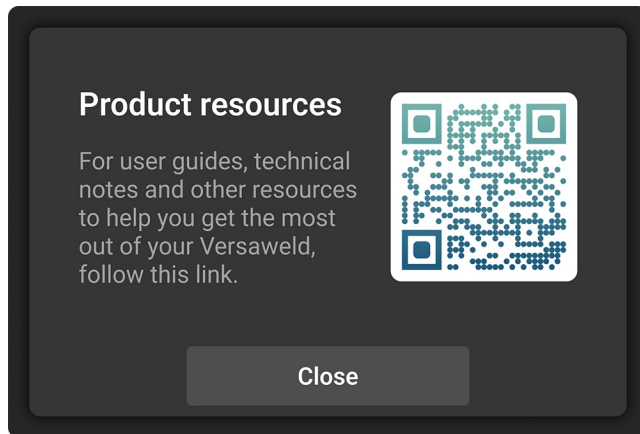 Product resources
For user guides, technical
notes and other resources
to help you get the most
out of your Versaweld,
follow this link.
Close